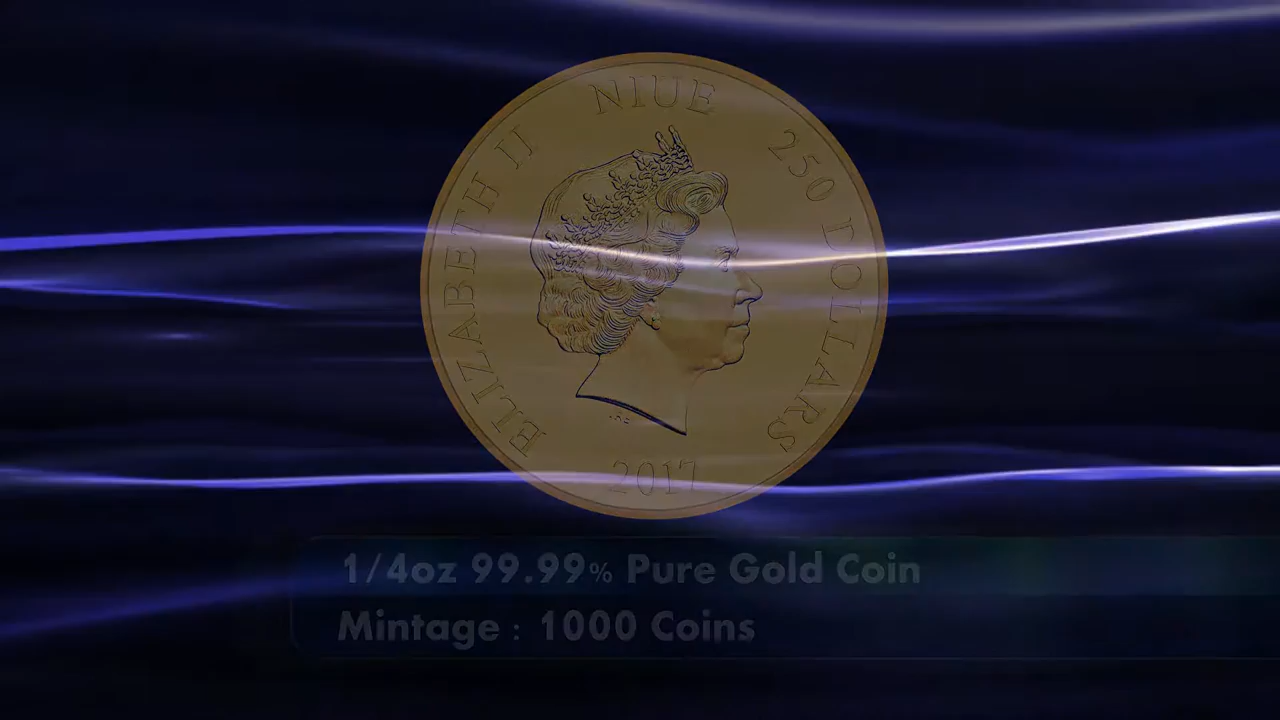 ELIZABETH II NIUE 250 DOLLARS
2017
1/4oz 99.99% Pure Gold Coin
Mintage : 1000 Coins